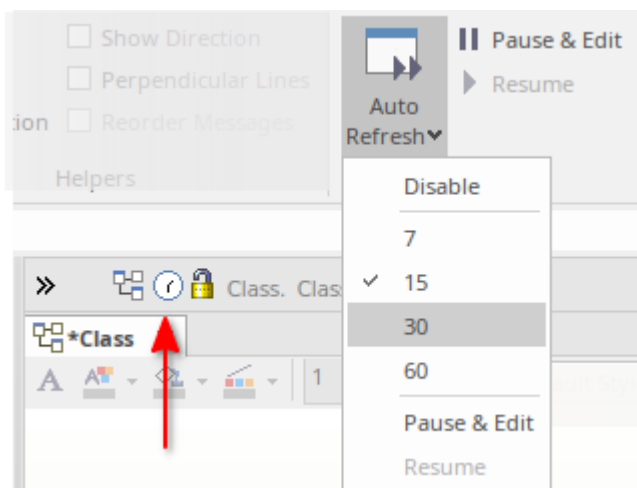 Show Direction
Perpendicular Lines
tion Reorder Messages
Helpers
Auto
Refresh
Pause & Edit
Resume
Disable
7
15
30
60
Pause & Edit
Resume
Class. Clas
*Class
A A 1